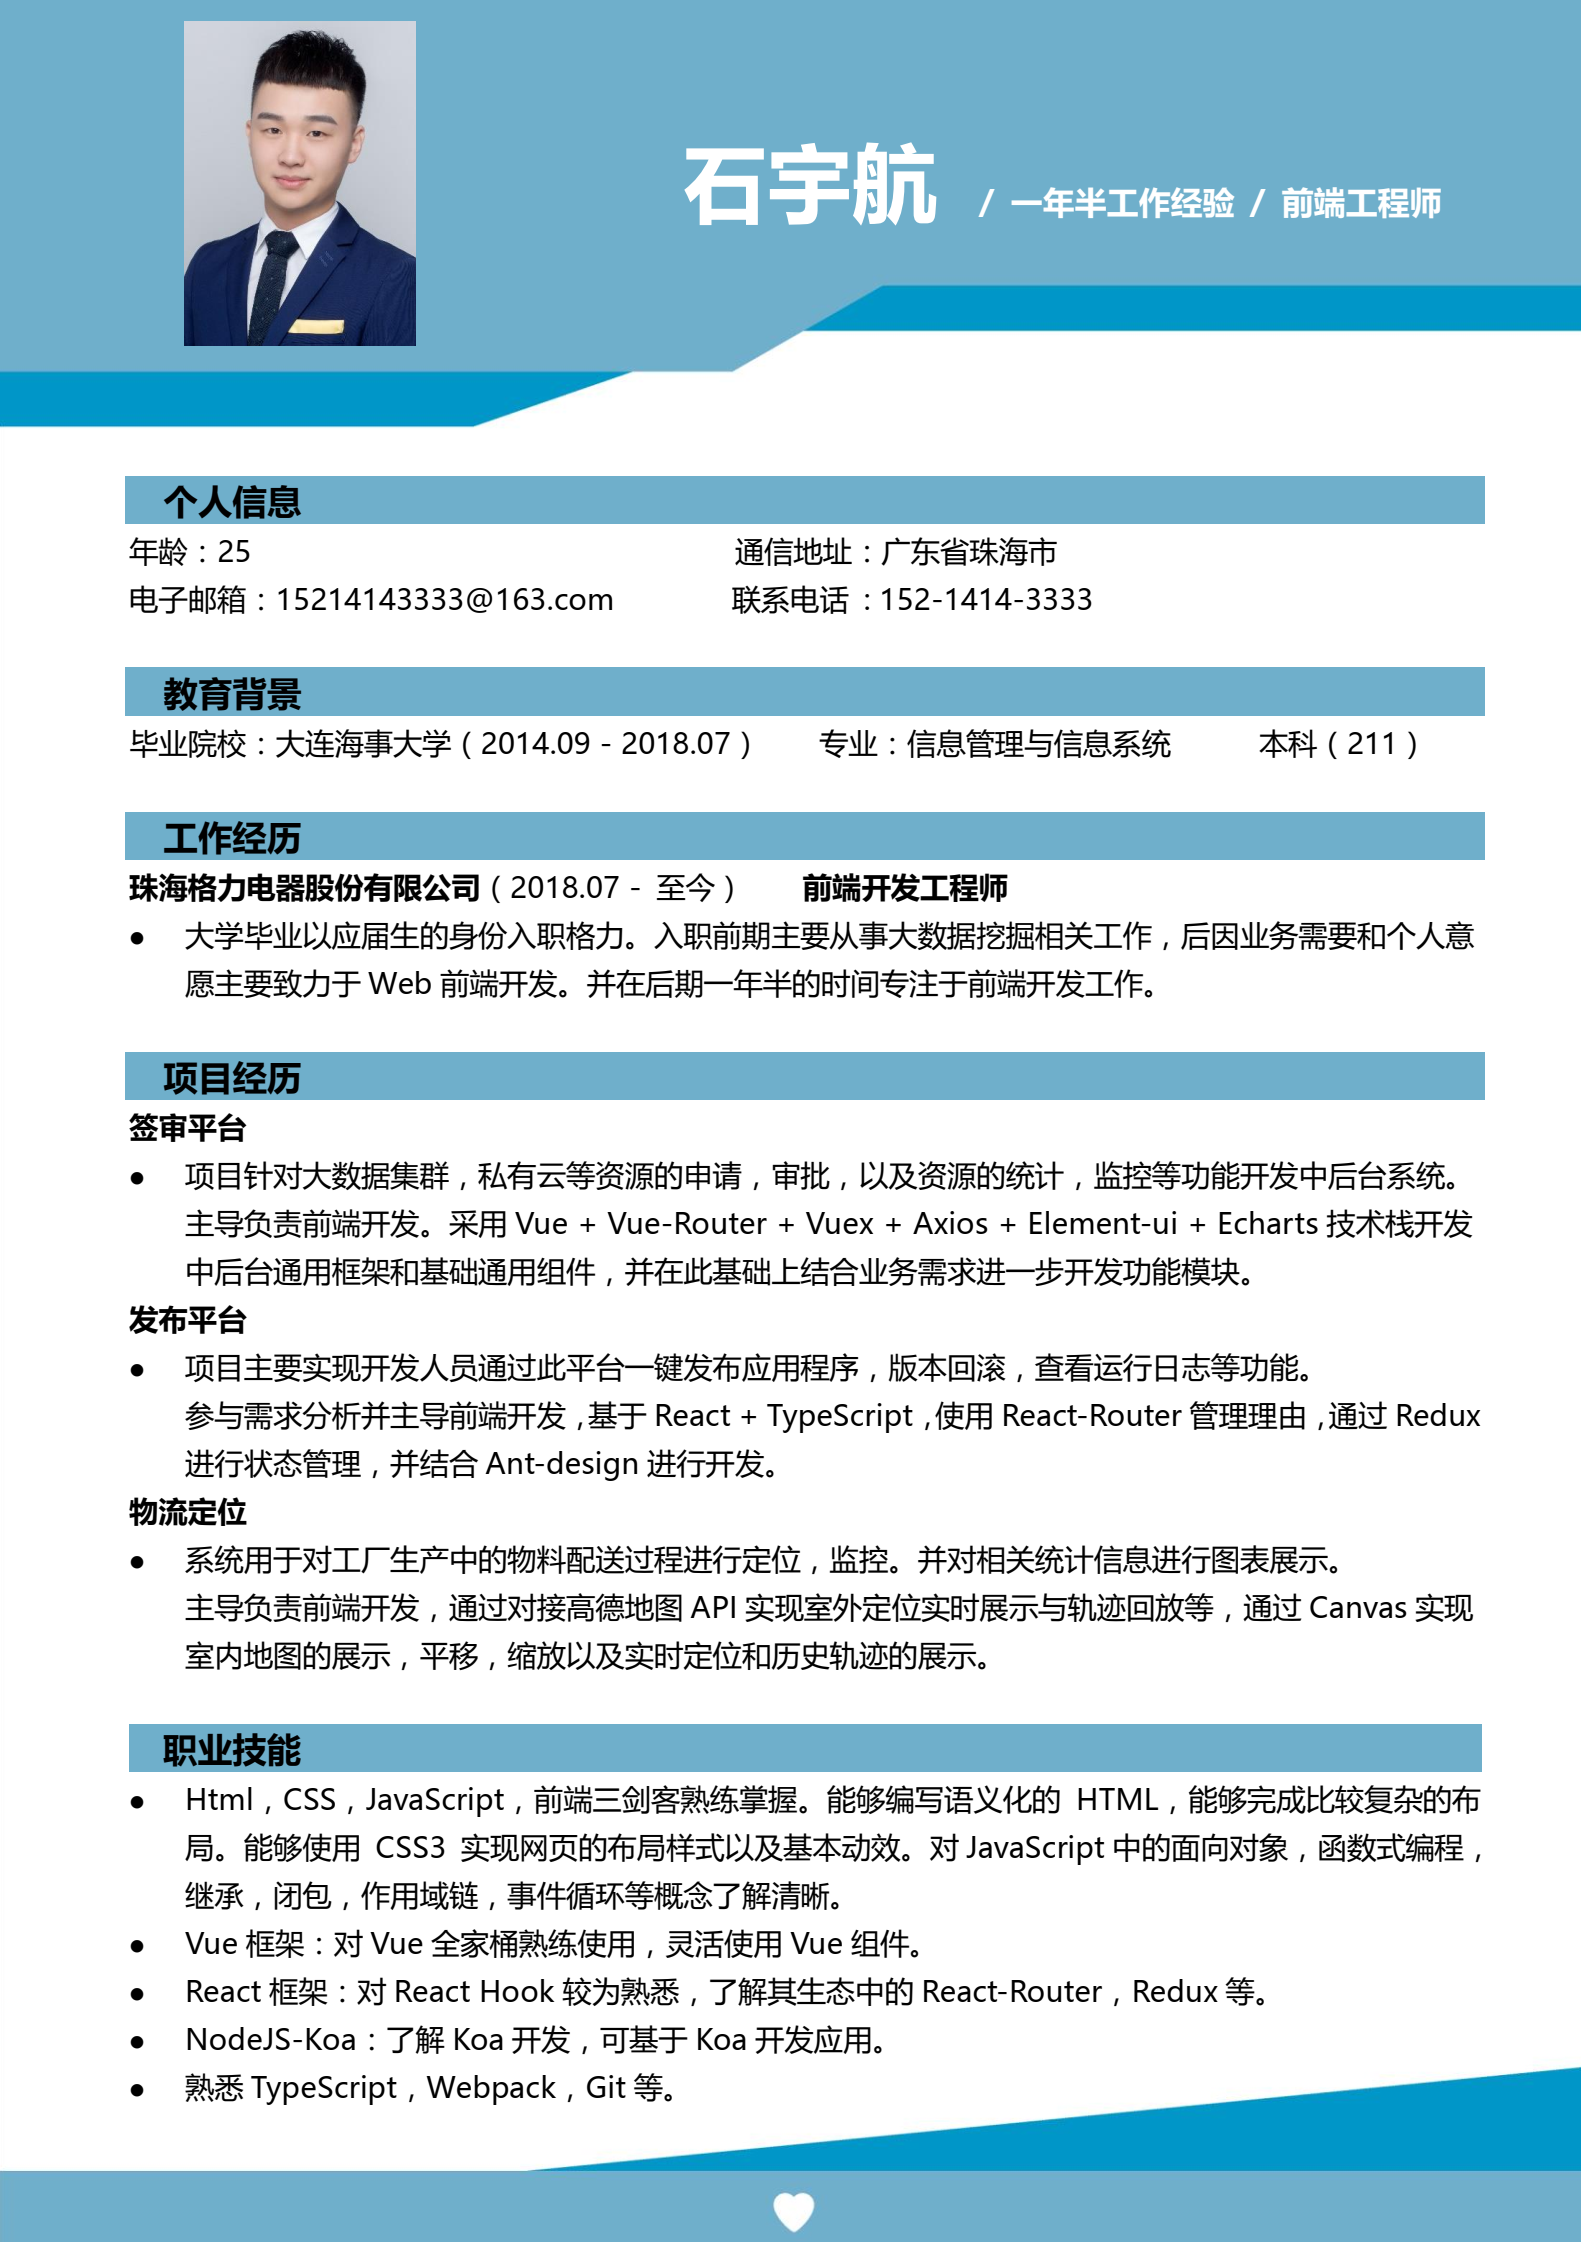 石宇航 / 一年半工作经验 / 前端工程师
个人信息
年龄：25 通信地址：广东省珠海市
电子邮箱：15214143333@163.com 联系电话：152-1414-3333
教育背景
毕业院校：大连海事大学（2014.09 - 2018.07） 专业：信息管理与信息系统 本科（211）
工作经历
珠海格力电器股份有限公司（2018.07 - 至今） 前端开发工程师
● 大学毕业以应届生的身份入职格力。入职前期主要从事大数据挖掘相关工作，后因业务需要和个人意
愿主要致力于 Web 前端开发。并在后期一年半的时间专注于前端开发工作。
项目经历
签审平台
● 项目针对大数据集群，私有云等资源的申请，审批，以及资源的统计，监控等功能开发中后台系统。
主导负责前端开发。采用 Vue + Vue-Router + Vuex + Axios + Element-ui + Echarts 技术栈开发
中后台通用框架和基础通用组件，并在此基础上结合业务需求进一步开发功能模块。
发布平台
● 项目主要实现开发人员通过此平台一键发布应用程序，版本回滚，查看运行日志等功能。
参与需求分析并主导前端开发，基于 React + TypeScript，使用 React-Router 管理理由，通过 Redux
进行状态管理，并结合 Ant-design 进行开发。
物流定位
● 系统用于对工厂生产中的物料配送过程进行定位，监控。并对相关统计信息进行图表展示。
主导负责前端开发，通过对接高德地图 API 实现室外定位实时展示与轨迹回放等，通过 Canvas 实现
室内地图的展示，平移，缩放以及实时定位和历史轨迹的展示。
职业技能
● Html，CSS，JavaScript，前端三剑客熟练掌握。能够编写语义化的 HTML，能够完成比较复杂的布
局。能够使用 CSS3 实现网页的布局样式以及基本动效。对 JavaScript 中的面向对象，函数式编程，
继承，闭包，作用域链，事件循环等概念了解清晰。
● Vue 框架：对 Vue 全家桶熟练使用，灵活使用 Vue 组件。
● React 框架：对 React Hook 较为熟悉，了解其生态中的 React-Router，Redux 等。
● NodeJS-Koa：了解 Koa 开发，可基于 Koa 开发应用。
● 熟悉 TypeScript，Webpack，Git 等。